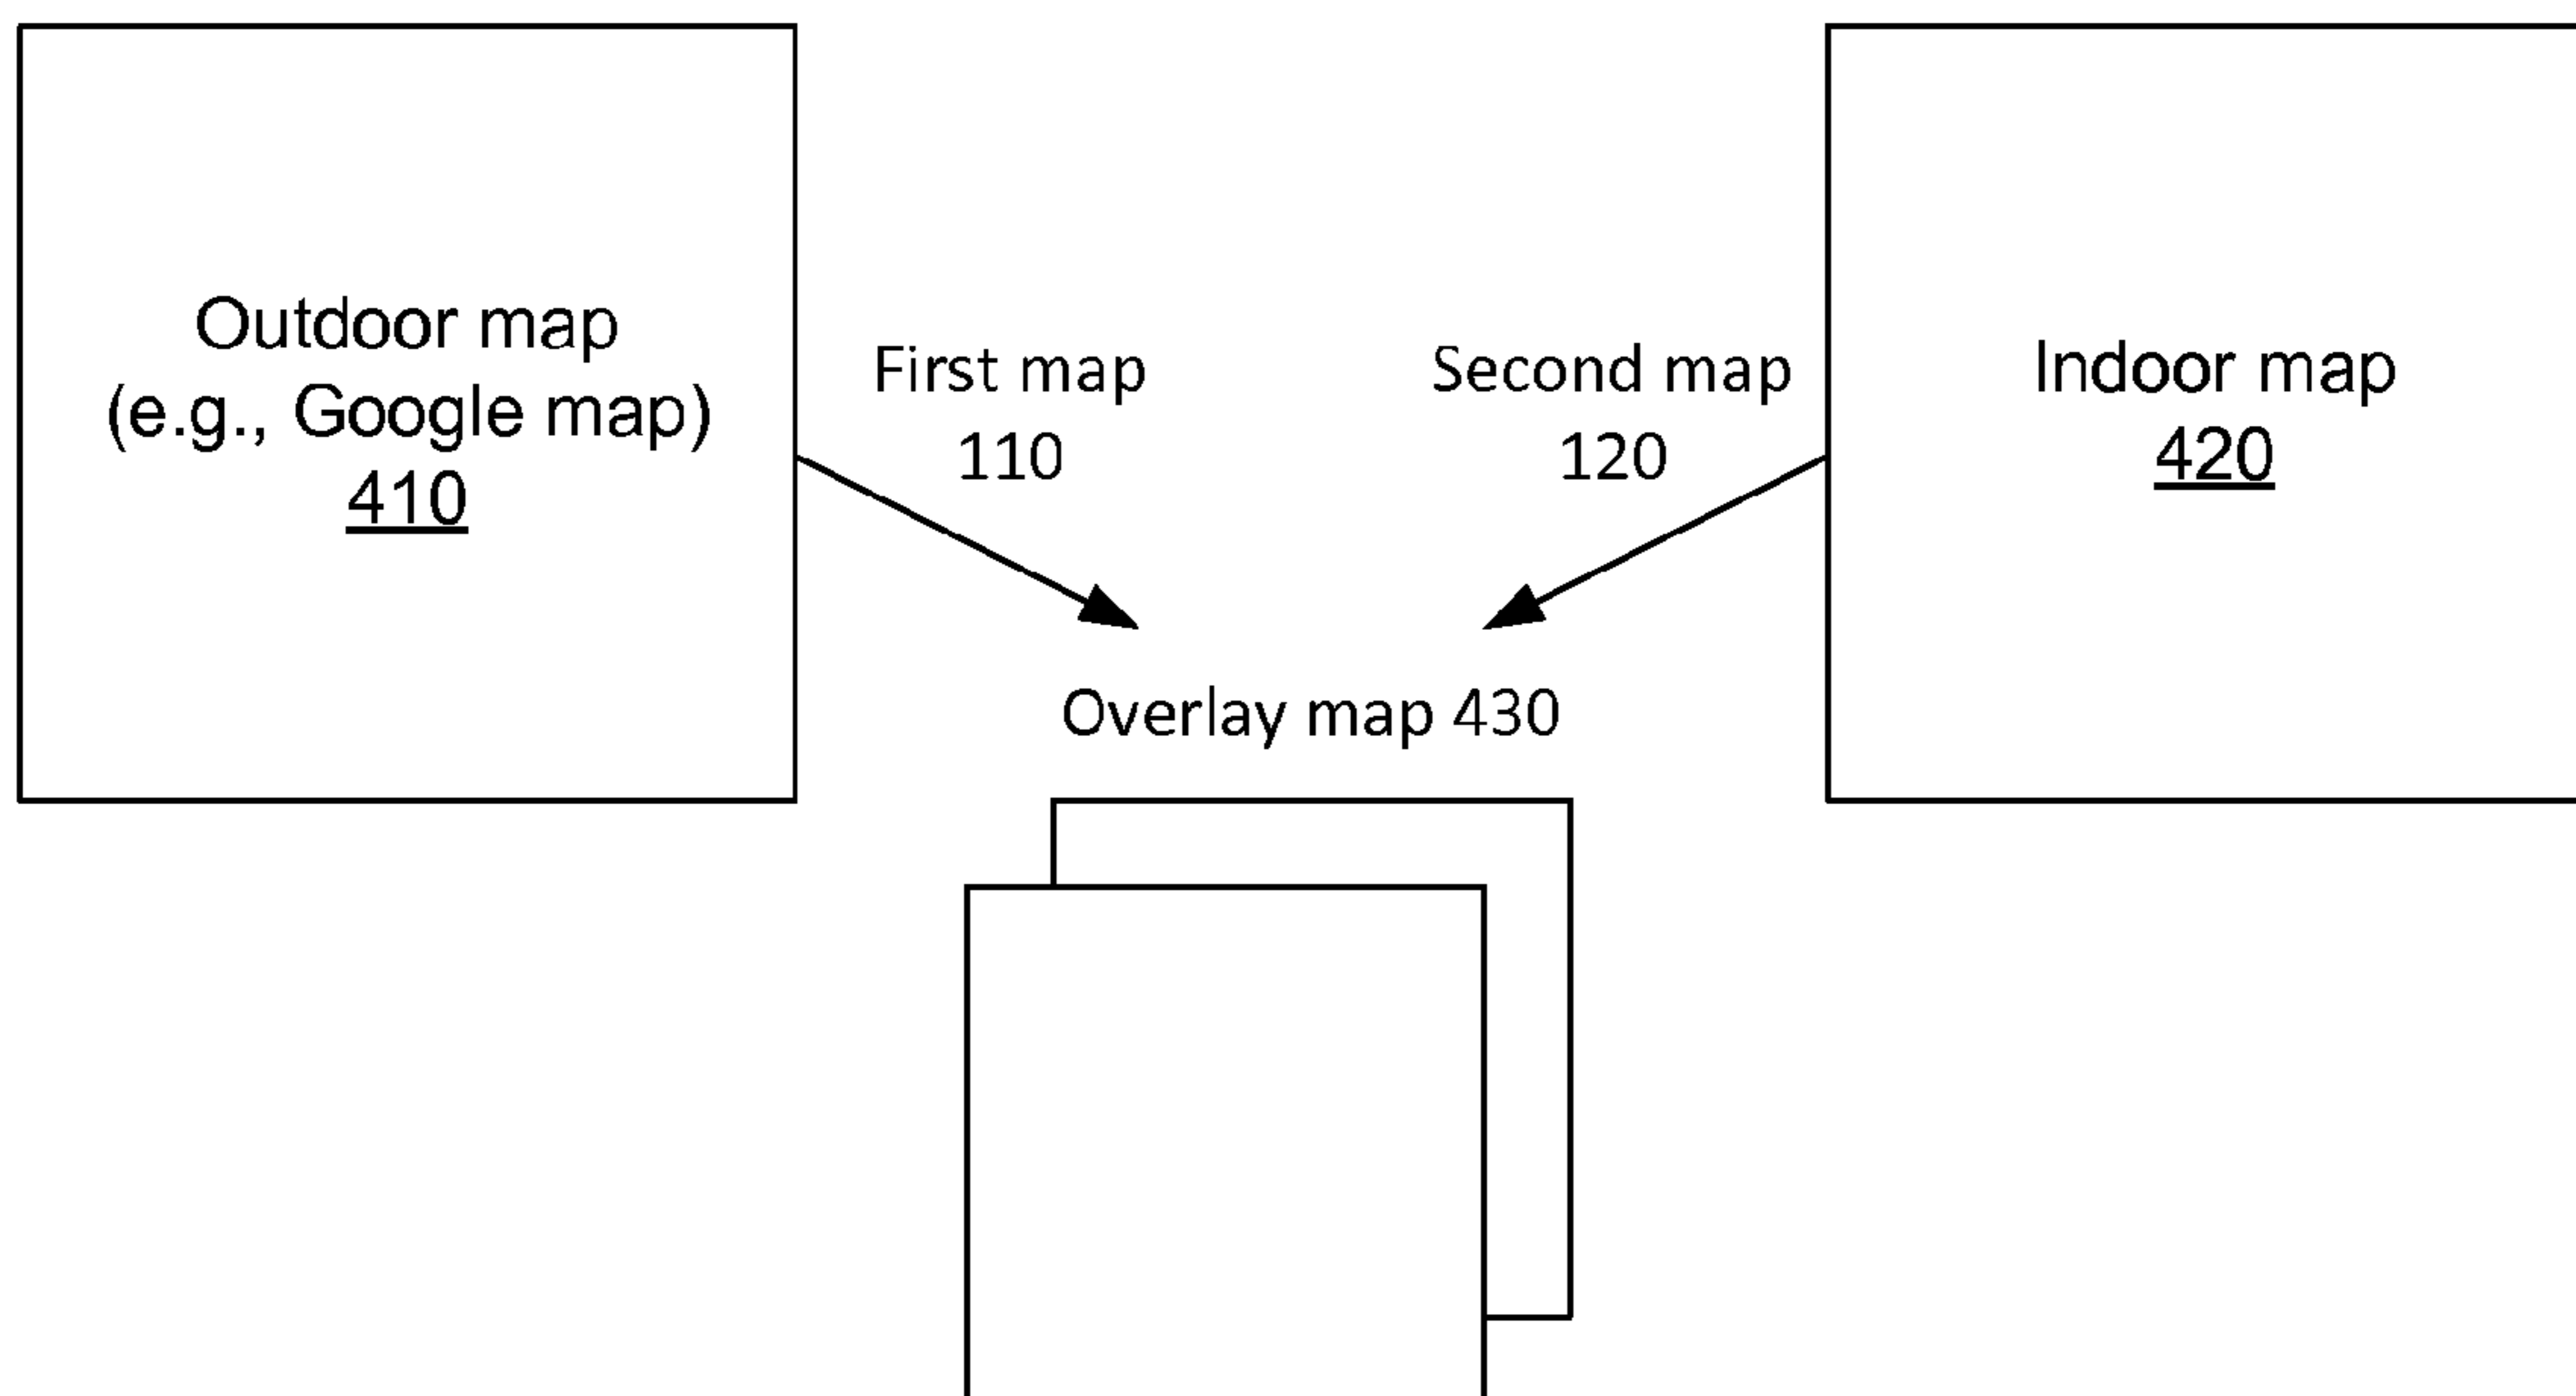 Outdoor map
(e.g., Google map)
410
First map
110
Second map
120
Indoor map
420
Overlay map 430